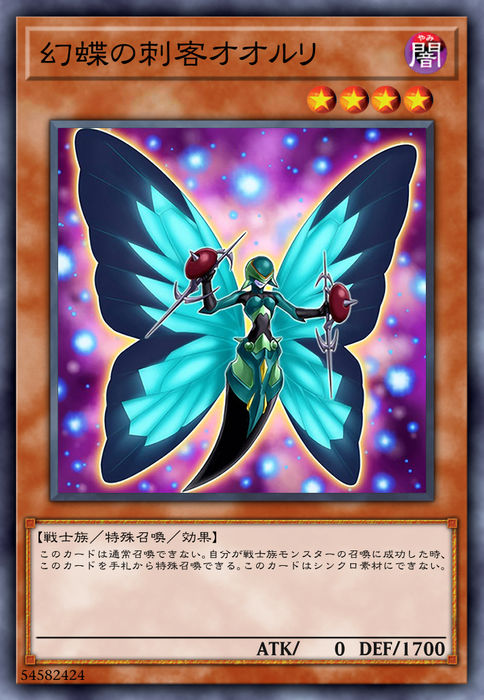 幻蝶の刺客オオルリ
やみ
闇
【戦士族／特殊召喚／効果】
このカードは通常召喚できない。自分が戦士族モンスターの召喚に成功した時、
このカードを手札から特殊召喚できる。このカードはシンクロ素材にできない。
ATK/ 0 DEF/1700
54582424